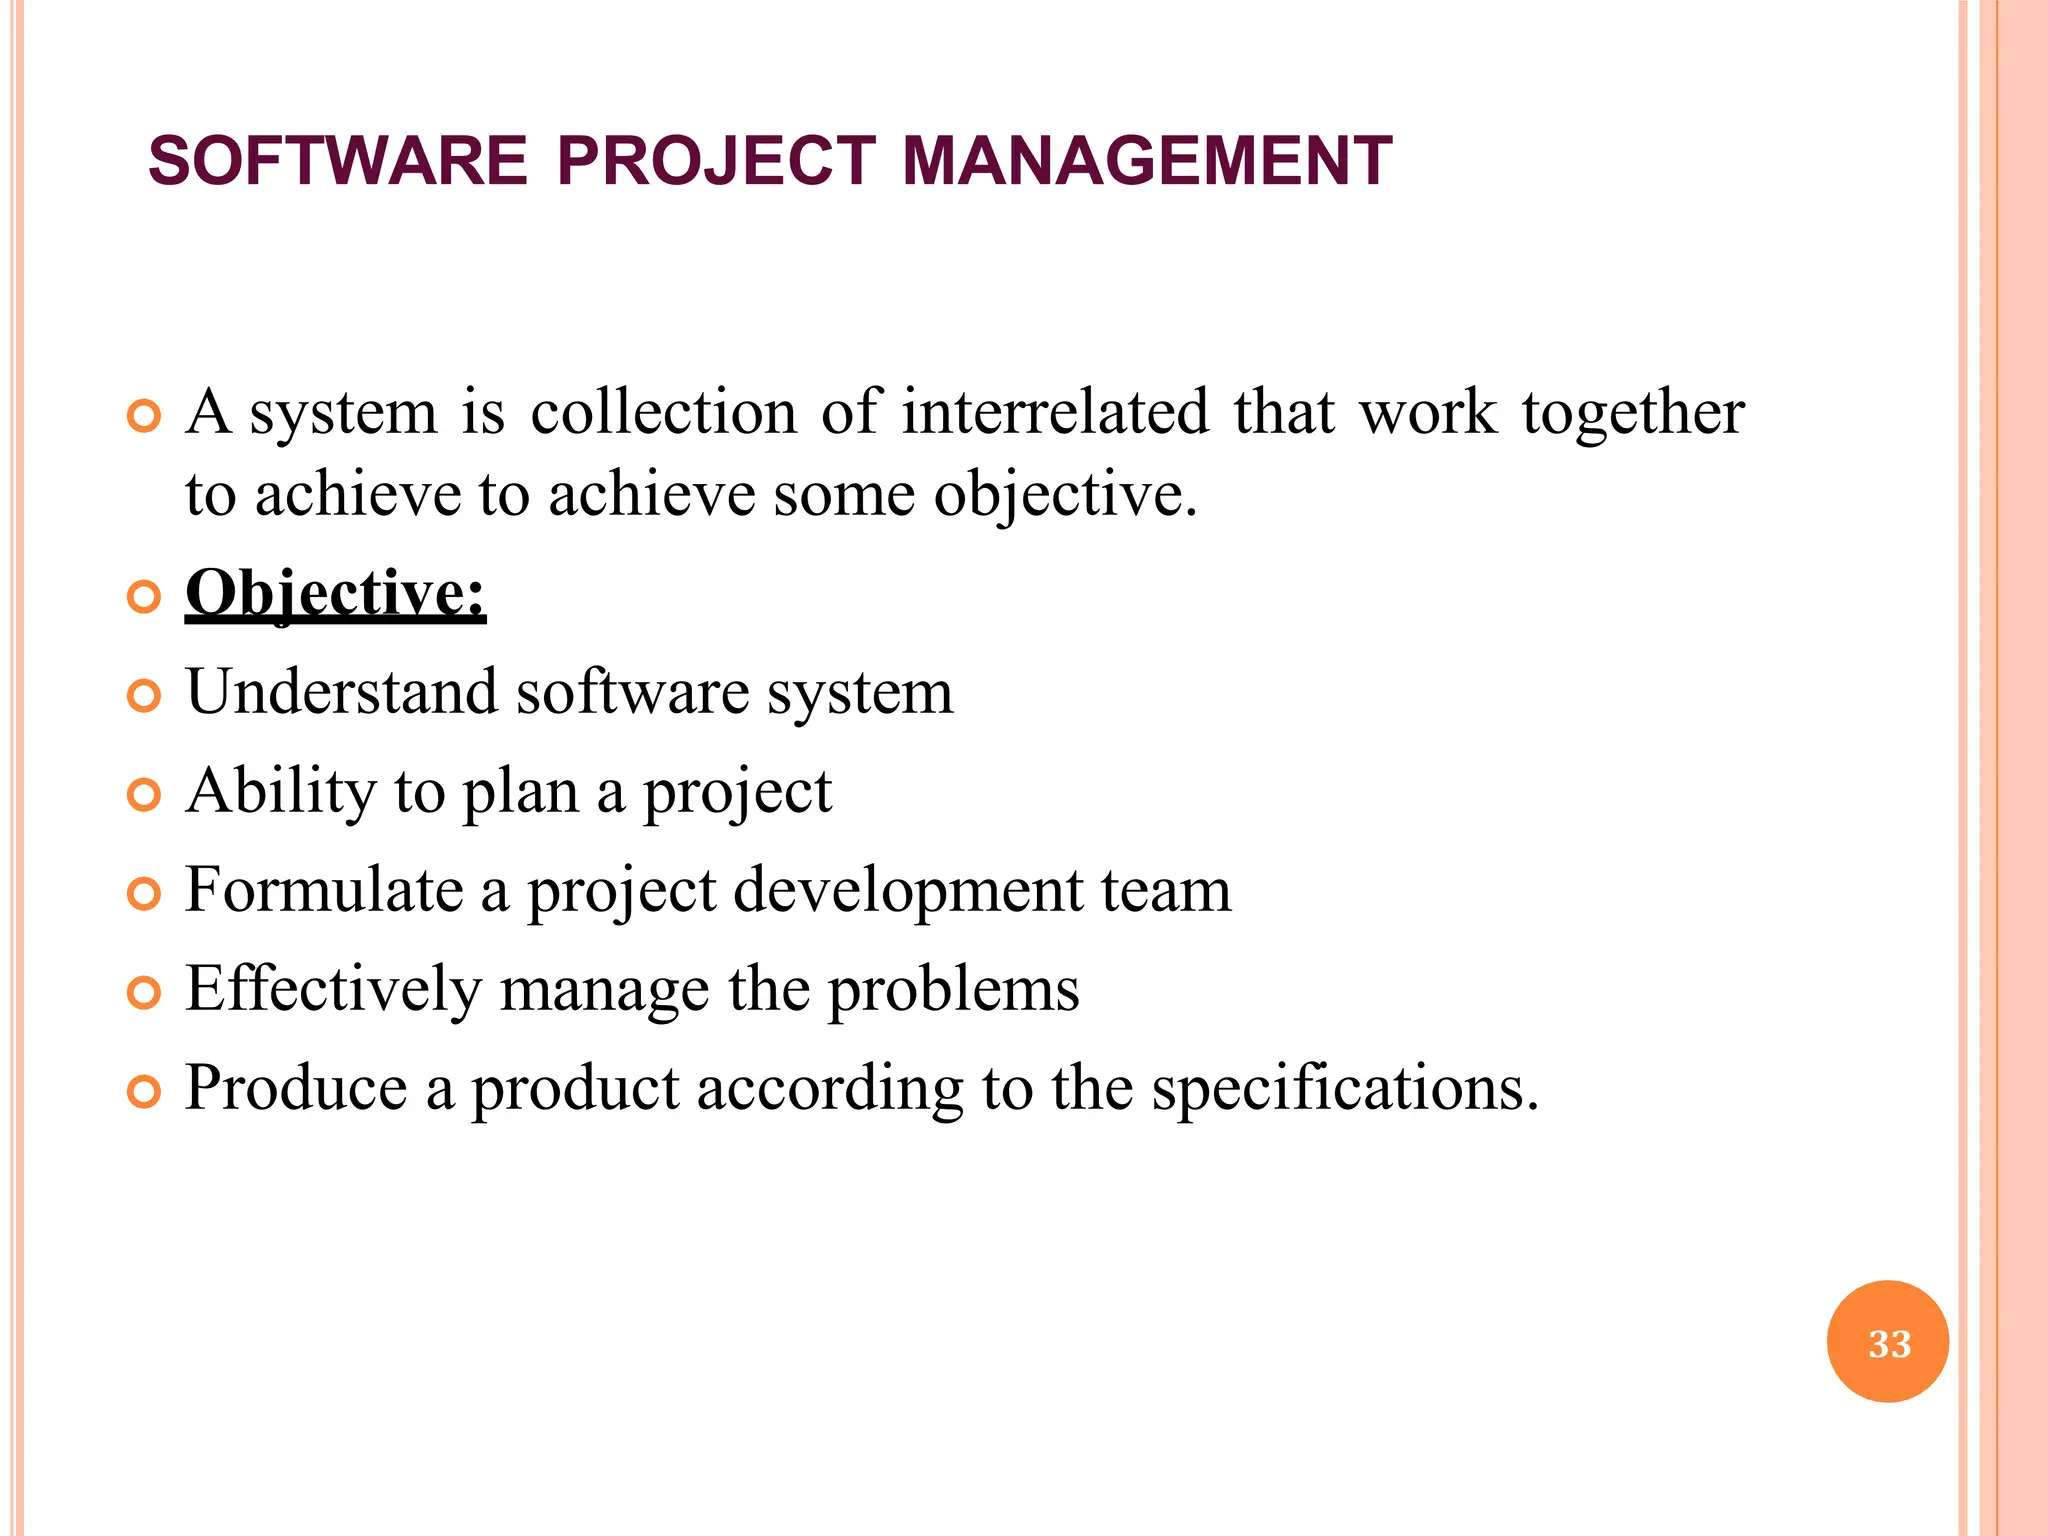 SOFTWARE PROJECT MANAGEMENT
A system is collection of interrelated that work together
to achieve to achieve some objective.
Objective:
Understand software system
Ability to plan a project
Formulate a project development team
Effectively manage the problems
Produce a product according to the specifications.
33